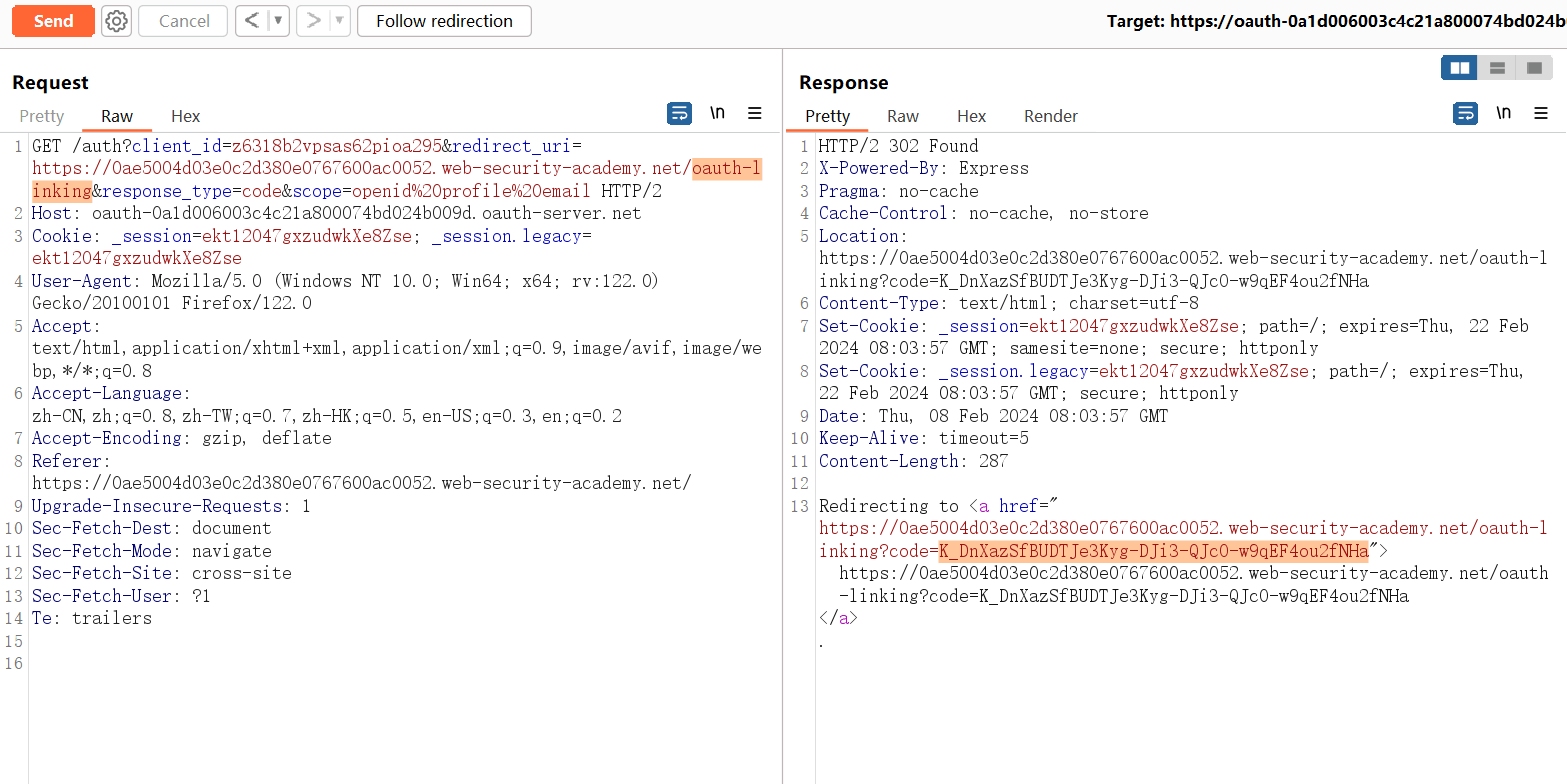 Send
Cancel
<
>
Follow redirection
Target: https://oauth-0a1d006003c4c21a800074bd024b
Request
Pretty Raw Hex
\n
1 GET /auth?client_id=z6318b2vpsas62pioa295&redirect_uri=
https://0ae5004d03e0c2d380e0767600ac0052.web-security-academy.net/oauth-l
inking&response_type=code&scope=openid%20profile%20email HTTP/2
2 Host: oauth-0a1d006003c4c21a800074bd024b009d.oauth-server.net
3 Cookie: _session=ekt12047gxzudwkXe8Zse; _session.legacy=
ekt12047gxzudwkXe8Zse
4 User-Agent: Mozilla/5.0 (Windows NT 10.0; Win64; x64; rv:122.0)
Gecko/20100101 Firefox/122.0
5 Accept:
text/html,application/xhtml+xml,application/xml;q=0.9,image/avif,image/we
bp,*/*;q=0.8
6 Accept-Language:
zh-CN,zh;q=0.8,zh-TW;q=0.7,zh-HK;q=0.5,en-US;q=0.3,en;q=0.2
7 Accept-Encoding: gzip, deflate
8 Referer:
https://0ae5004d03e0c2d380e0767600ac0052.web-security-academy.net/
9 Upgrade-Insecure-Requests: 1
10 Sec-Fetch-Dest: document
11 Sec-Fetch-Mode: navigate
12 Sec-Fetch-Site: cross-site
13 Sec-Fetch-User: ?1
14 Te: trailers
15
16
Response
Pretty Raw Hex Render
\n
1 HTTP/2 302 Found
2 X-Powered-By: Express
3 Pragma: no-cache
4 Cache-Control: no-cache, no-store
5 Location:
https://0ae5004d03e0c2d380e0767600ac0052.web-security-academy.net/oauth-l
inking?code=K_DnXazSfBUDTJe3Kyg-DJi3-QJcO-w9qEF4ou2fNHa
6 Content-Type: text/html; charset=utf-8
7 Set-Cookie: _session=ekt12047gxzudwkXe8Zse; path=/; expires=Thu, 22 Feb
2024 08:03:57 GMT; samesite=none; secure; httponly
8 Set-Cookie: _session.legacy=ekt12047gxzudwkXe8Zse; path=/; expires=Thu,
22 Feb 2024 08:03:57 GMT; secure; httponly
9 Date: Thu, 08 Feb 2024 08:03:57 GMT
10 Keep-Alive: timeout=5
11 Content-Length: 287
12
13 Redirecting to <a href="
https://0ae5004d03e0c2d380e0767600ac0052.web-security-academy.net/oauth-l
inking?code=K_DnXazSfBUDTJe3Kyg-DJi3-QJcO-w9qEF4ou2fNHa">
https://0ae5004d03e0c2d380e0767600ac0052.web-security-academy.net/oauth
-linking?code=K_DnXazSfBUDTJe3Kyg-DJi3-QJcO-w9qEF4ou2fNHa
</a>
.